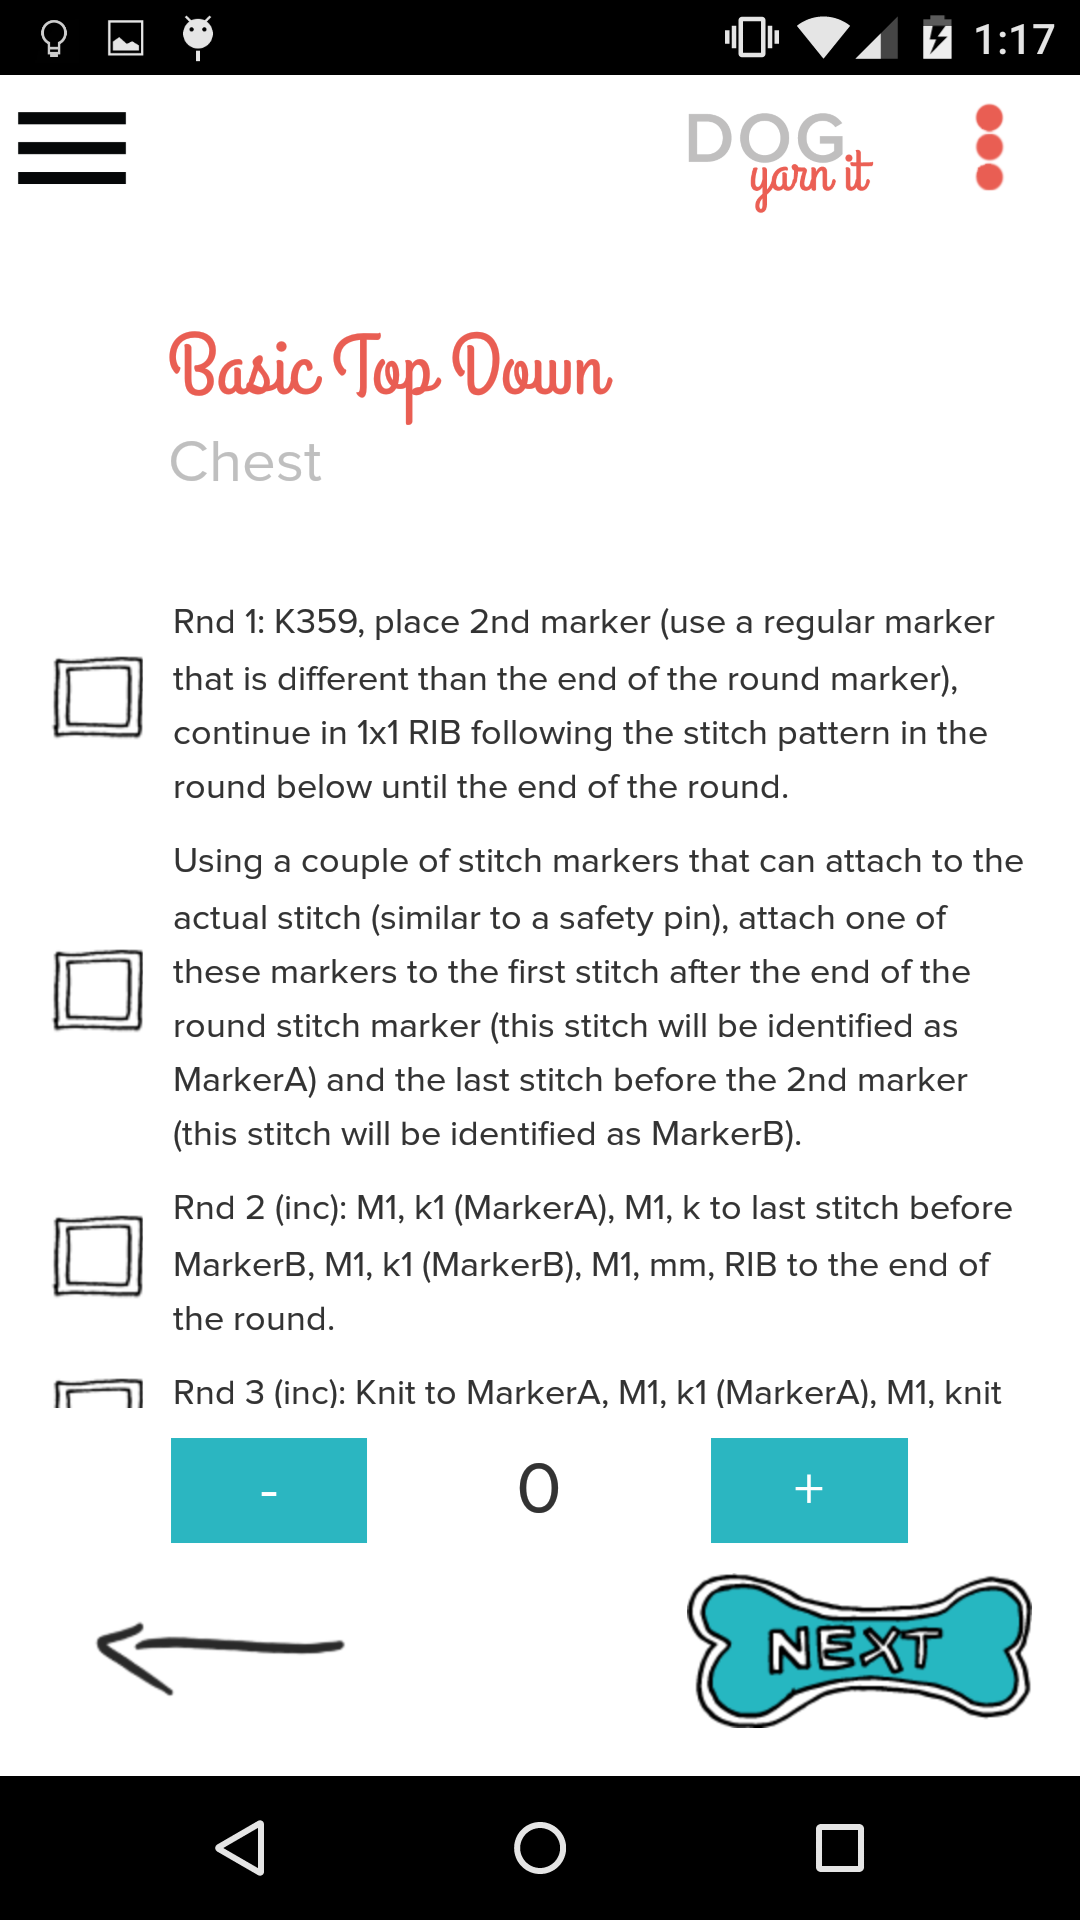 1:17
DOG
yarn it
Basic Top Down
Chest
Rnd 1: K359, place 2nd marker (use a regular marker
that is different than the end of the round marker),
continue in 1x1 RIB following the stitch pattern in the
round below until the end of the round.
Using a couple of stitch markers that can attach to the
actual stitch (similar to a safety pin), attach one of
these markers to the first stitch after the end of the
round stitch marker (this stitch will be identified as
MarkerA) and the last stitch before the 2nd marker
(this stitch will be identified as MarkerB).
Rnd 2 (inc): M1, k1 (MarkerA), M1, k to last stitch before
MarkerB, M1, k1 (MarkerB), M1, mm, RIB to the end of
the round.
Rnd 3 (inc): Knit to MarkerA, M1, k1 (MarkerA), M1, knit
- 0 +
NEXT